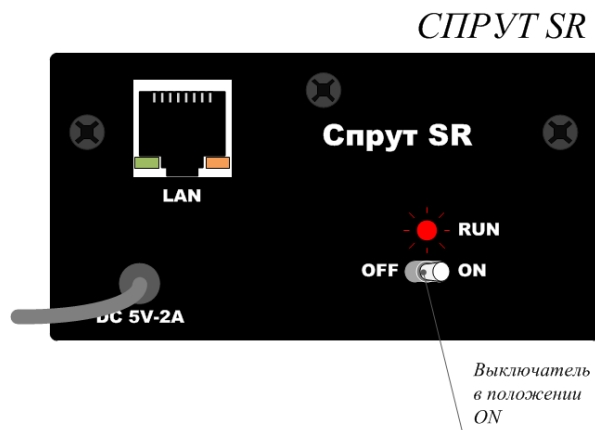 СПРУТ SR
Спрут SR
LAN
RUN
OFF ON
DC 5V-2A
Выключатель
в положении
ON